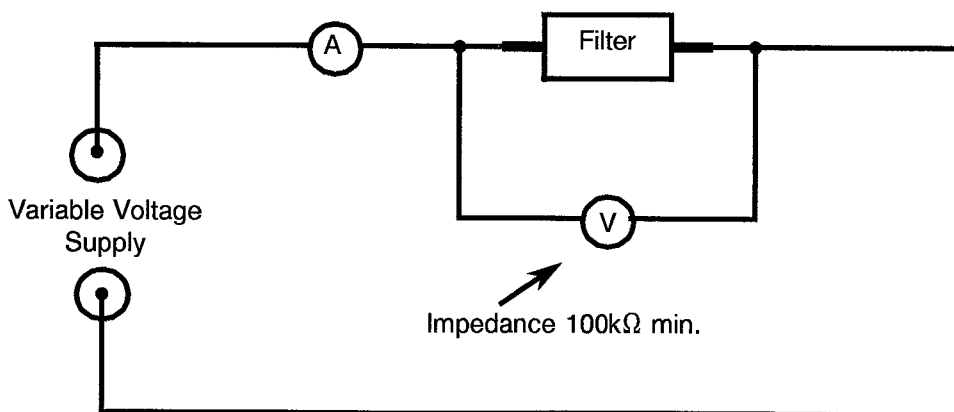 A
Filter
Variable Voltage
Supply
V
Impedance 100kΩ min.